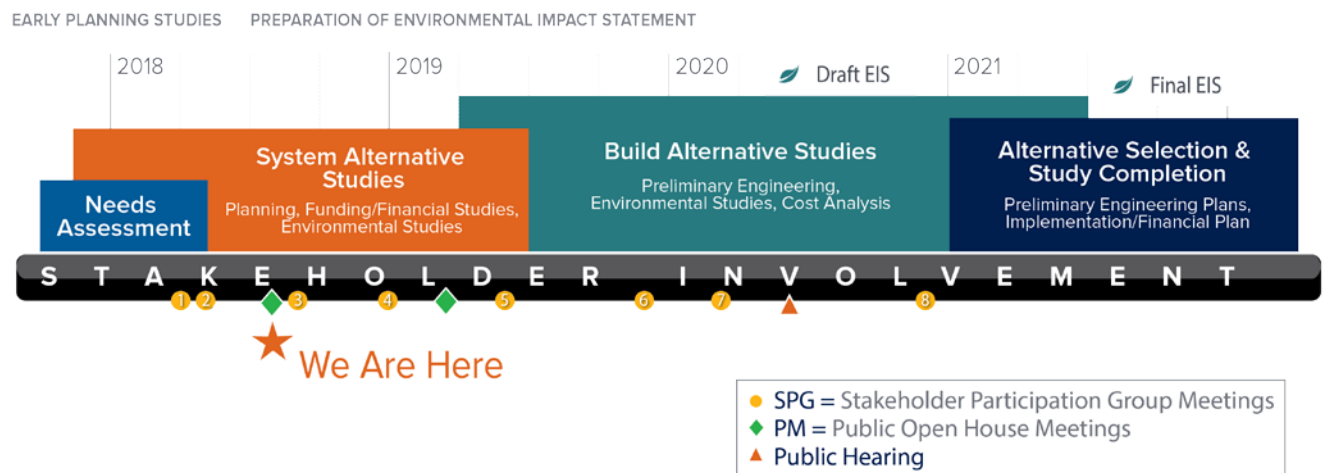 EARLY PLANNING STUDIES PREPARATION OF ENVIRONMENTAL IMPACT STATEMENT
2018 2019 2020 2021
Draft EIS
Final EIS
Needs
Assessment
System Alternative
Studies
Planning, Funding/Financial Studies,
Environmental Studies
Build Alternative Studies
Preliminary Engineering,
Environmental Studies, Cost Analysis
Alternative Selection &
Study Completion
Preliminary Engineering Plans,
Implementation/Financial Plan
STAKEHOLDER INVOLVEMENT
1 2 3 4 5 6 7 8
We Are Here
SPG = Stakeholder Participation Group Meetings
PM = Public Open House Meetings
Public Hearing